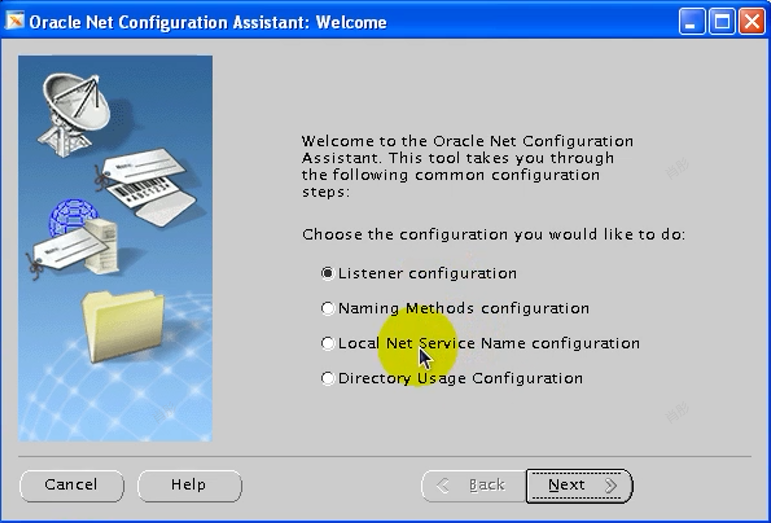 Oracle Net Configuration Assistant: Welcome
Welcome to the Oracle Net Configuration
Assistant. This tool takes you through
the following common configuration
steps:
Choose the configuration you would like to do:
Listener configuration
Naming Methods configuration
Local Net Service Name configuration
Directory Usage Configuration
Cancel
Help
Back
Next